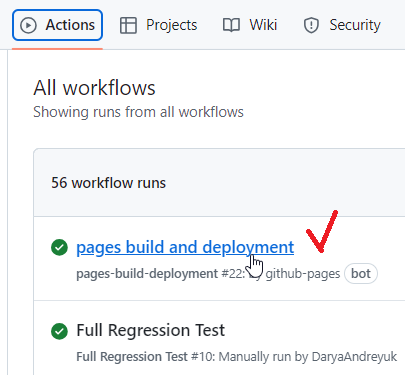 Actions Projects Wiki Security
All workflows
Showing runs from all workflows
56 workflow runs
pages build and deployment
pages-build-deployment #22: by github-pages bot
Full Regression Test
Full Regression Test #10: Manually run by DaryaAndreyuk